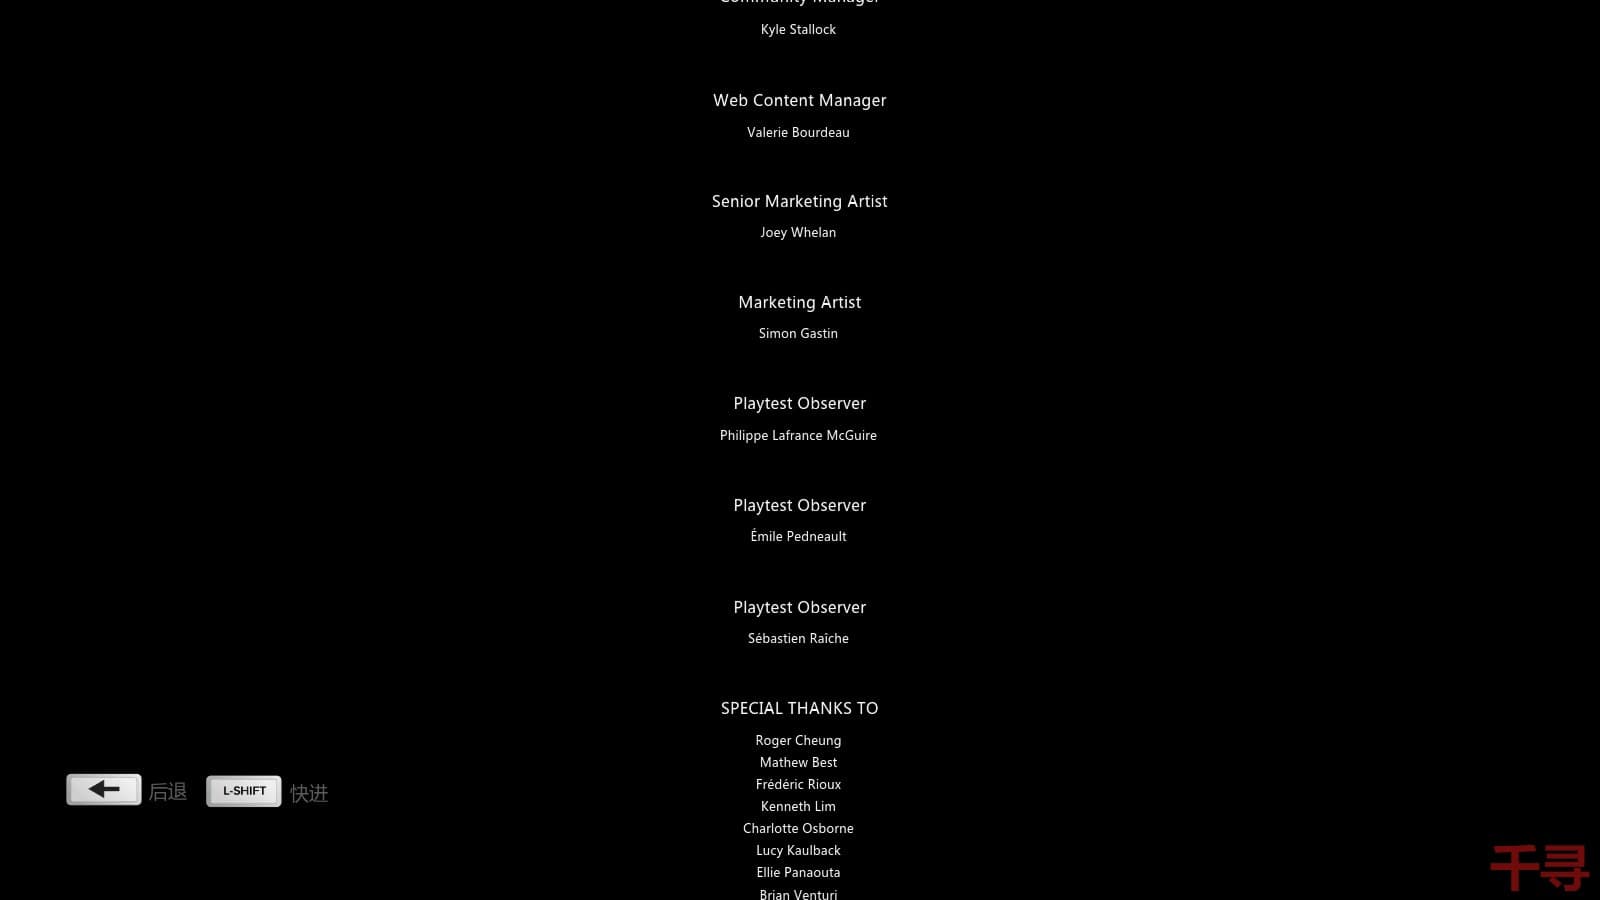 Community Manager
Kyle Stallock
Web Content Manager
Valerie Bourdeau
Senior Marketing Artist
Joey Whelan
Marketing Artist
Simon Gastin
Playtest Observer
Philippe Lafrance McGuire
Playtest Observer
Émile Pedneault
Playtest Observer
Sébastien Raîche
SPECIAL THANKS TO
Roger Cheung
Mathew Best
Frédéric Rioux
Kenneth Lim
Charlotte Osborne
Lucy Kaulback
Ellie Panaouta
Brian Venturi
后退 L-SHIFT 快进
千寻